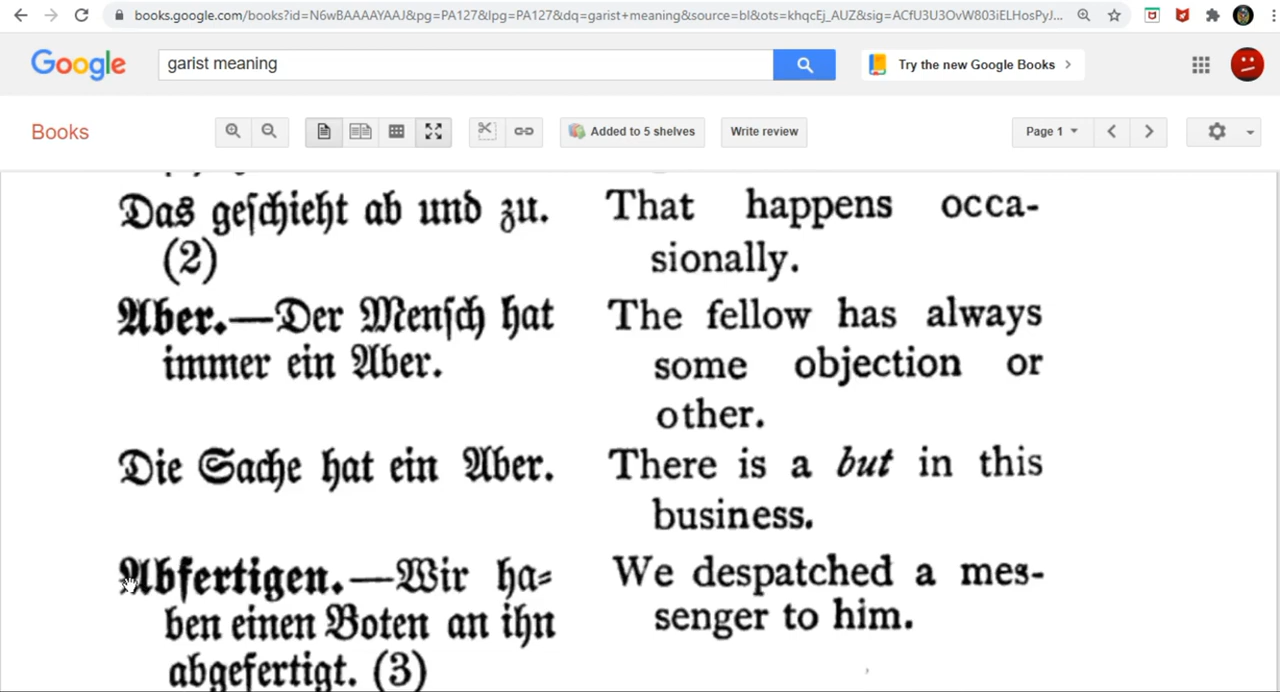 books.google.com/books?id=N6wBAAAAYAAJ&pg=PA127&lpg=PA127&dq=garist+meaning&source=bl&ots=khqcEj_AUZ&sig=ACfU3U3OvW803iELHosPyJ...
Google garist meaning Try the new Google Books
Books Added to 5 shelves Write review Page 1
Das geſchieht ab und zu. That happens occa-
(2) sionally.
Aber.—Der Menſch hat The fellow has always
immer ein Aber. some objection or
other.
Die Sache hat ein Aber. There is a but in this
business.
Abfertigen.—Wir ha= We despatched a mes-
ben einen Boten an ihn senger to him.
abgefertigt. (3)